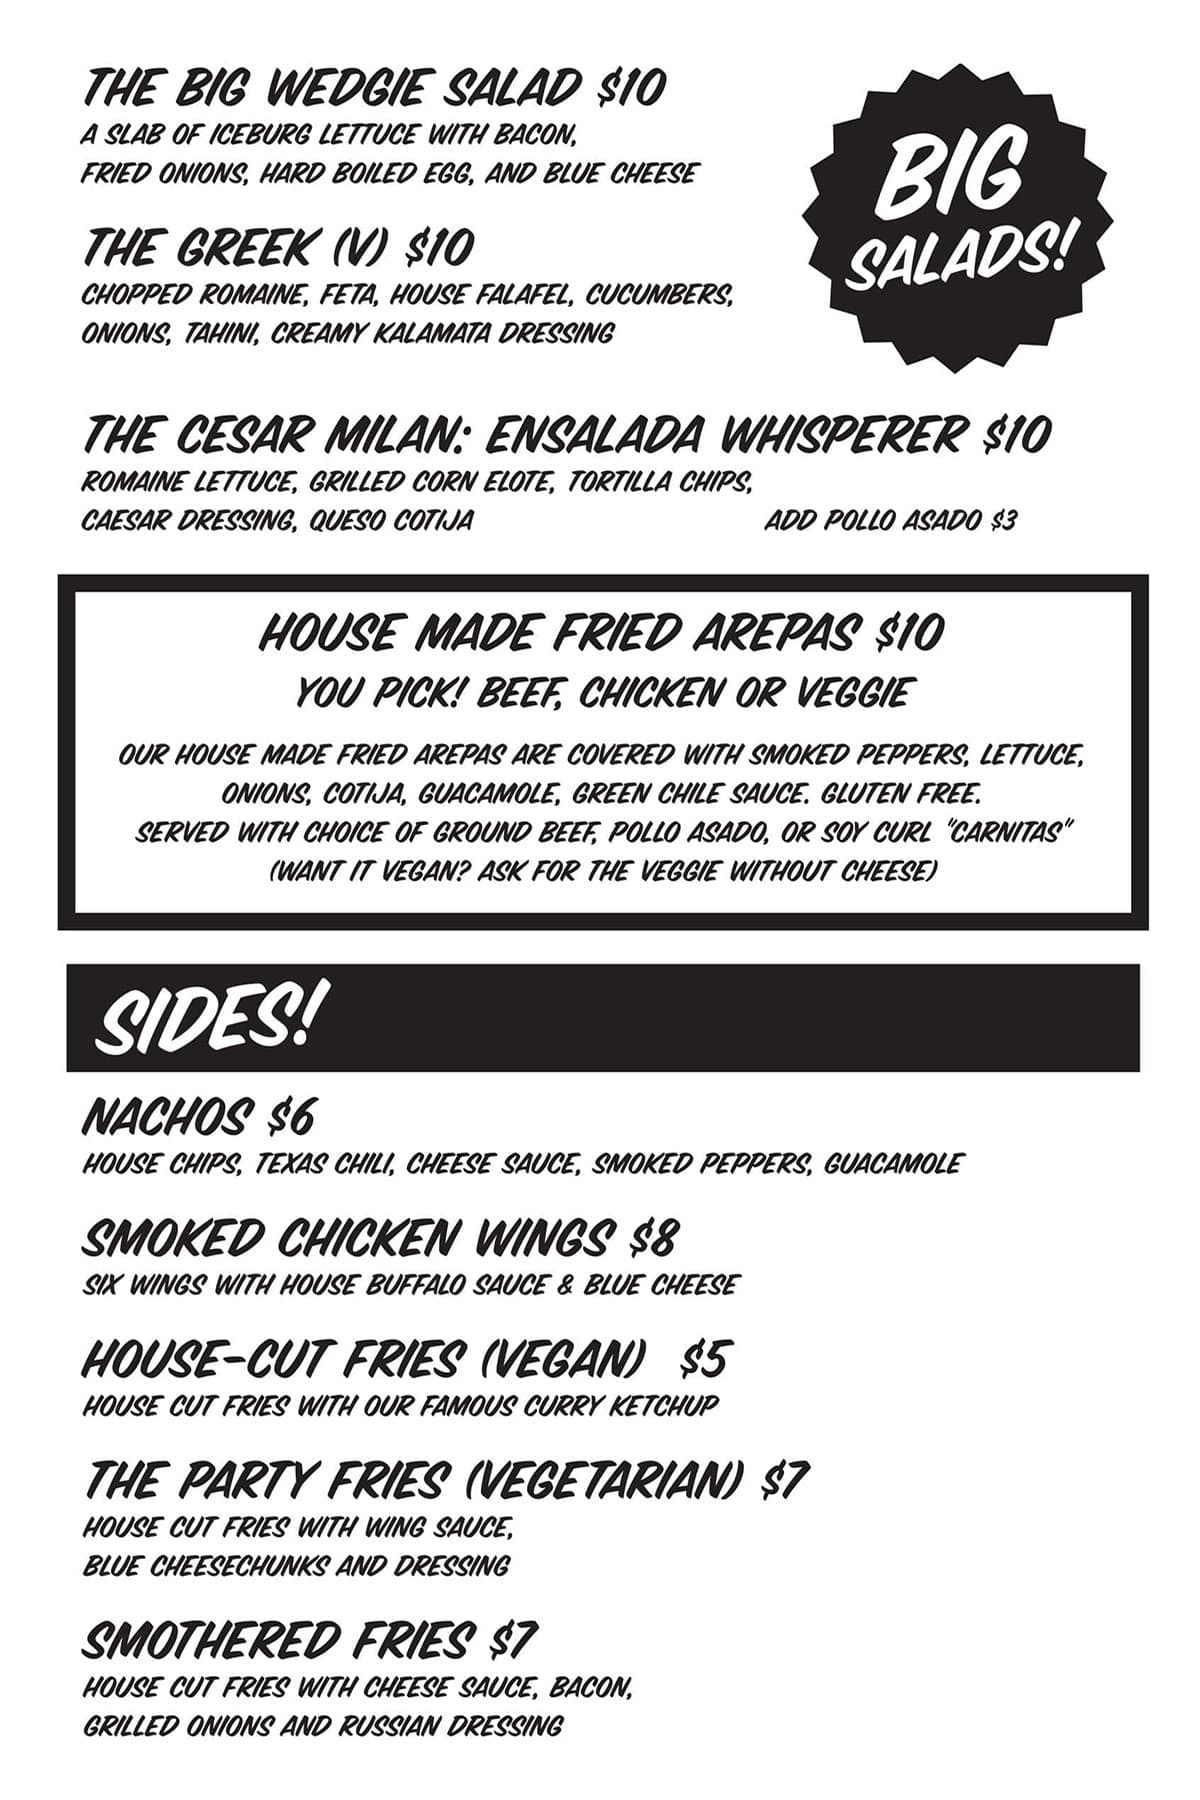 THE BIG WEDGIE SALAD $10
A SLAB OF ICEBURG LETTUCE WITH BACON,
FRIED ONIONS, HARD BOILED EGG, AND BLUE CHEESE
BIG
SALADS!
THE GREEK (V) $10
CHOPPED ROMAINE, FETA, HOUSE FALAFEL, CUCUMBERS,
ONIONS, TAHINI, CREAMY KALAMATA DRESSING
THE CESAR MILAN: ENSALADA WHISPERER $10
ROMAINE LETTUCE, GRILLED CORN ELOTE, TORTILLA CHIPS,
CAESAR DRESSING, QUESO COTIJA ADD POLLO ASADO $3
HOUSE MADE FRIED AREPAS $10
YOU PICK! BEEF, CHICKEN OR VEGGIE
OUR HOUSE MADE FRIED AREPAS ARE COVERED WITH SMOKED PEPPERS, LETTUCE,
ONIONS, COTIJA, GUACAMOLE, GREEN CHILE SAUCE. GLUTEN FREE.
SERVED WITH CHOICE OF GROUND BEEF, POLLO ASADO, OR SOY CURL "CARNITAS"
(WANT IT VEGAN? ASK FOR THE VEGGIE WITHOUT CHEESE)
SIDES!
NACHOS $6
HOUSE CHIPS, TEXAS CHILI, CHEESE SAUCE, SMOKED PEPPERS, GUACAMOLE
SMOKED CHICKEN WINGS $8
SIX WINGS WITH HOUSE BUFFALO SAUCE & BLUE CHEESE
HOUSE-CUT FRIES (VEGAN) $5
HOUSE CUT FRIES WITH OUR FAMOUS CURRY KETCHUP
THE PARTY FRIES (VEGETARIAN) $7
HOUSE CUT FRIES WITH WING SAUCE,
BLUE CHEESECHUNKS AND DRESSING
SMOTHERED FRIES $7
HOUSE CUT FRIES WITH CHEESE SAUCE, BACON,
GRILLED ONIONS AND RUSSIAN DRESSING